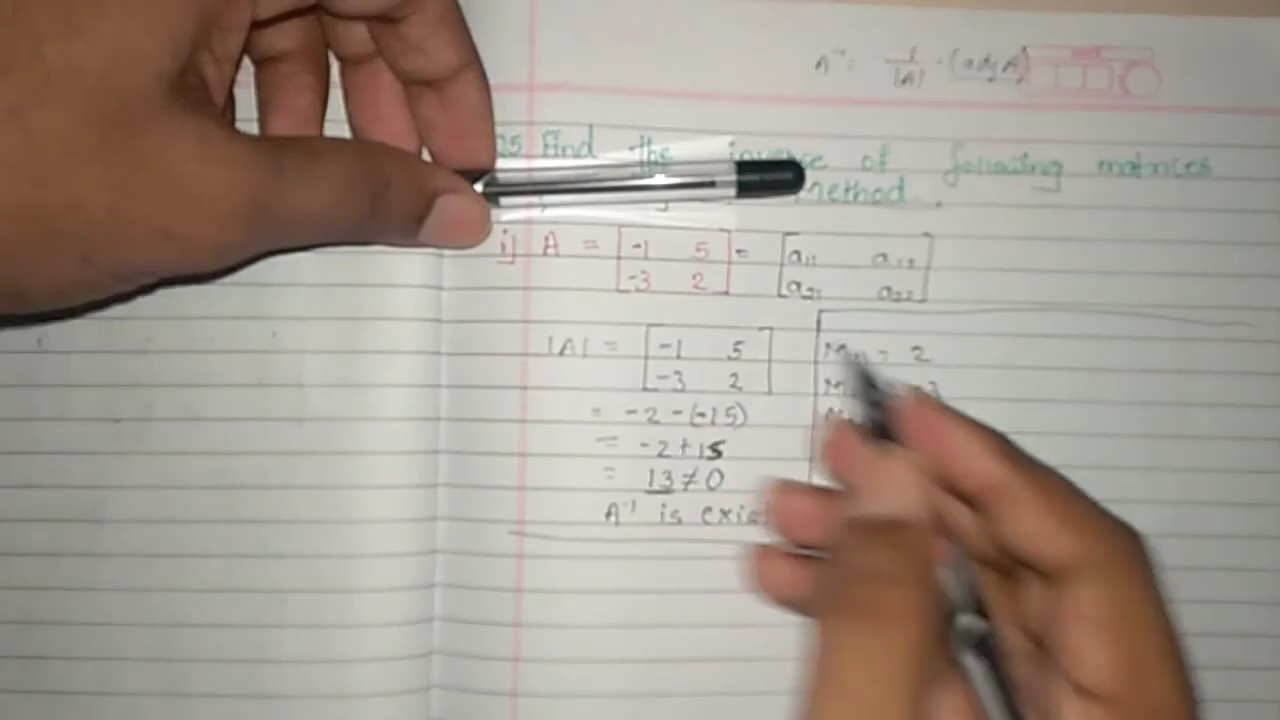 A⁻¹ = 1/|A| · (adj A)
25 Find the inverse of following matrices
method.
i] A = [-1 5 = [a₁₁ a₁₂
-3 2] a₂₁ a₂₂]
|A| = [-1 5
-3 2]
= -2-(-15)
= -2+15
= 13≠0
A⁻¹ is
M₁₁ = 2